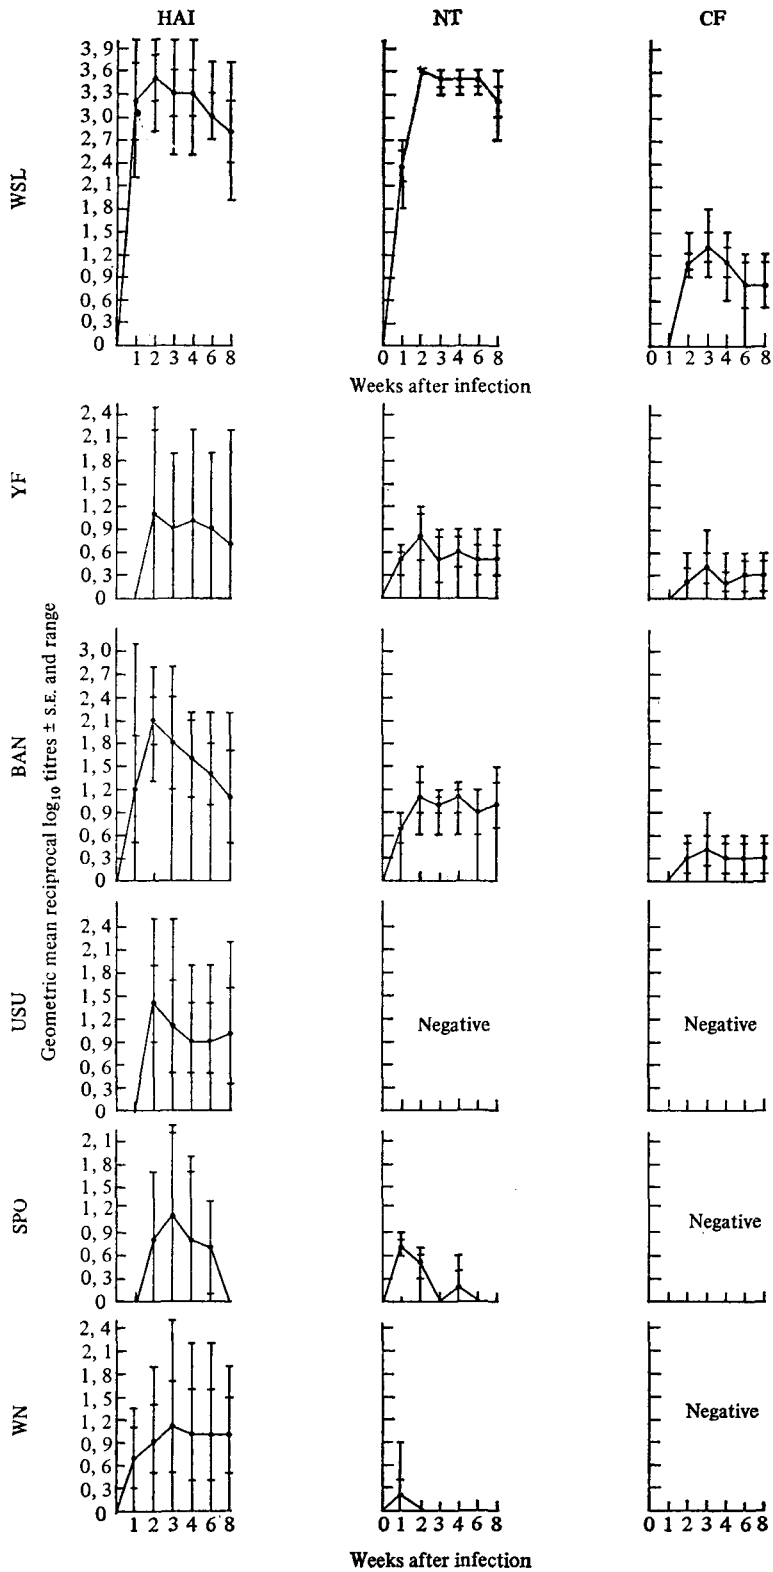 HAI
NT
CF
WSL
3, 9
3, 6
3, 3
3, 0
2, 7
2, 4
2, 1
1, 8
1, 5
1, 2
0, 9
0, 6
0, 3
0
1 2 3 4 6 8
0 1 2 3 4 6 8
0 1 2 3 4 6 8
Weeks after infection
Geometric mean reciprocal log10 titres ± S.E. and range
YF
2, 4
2, 1
1, 8
1, 5
1, 2
0, 9
0, 6
0, 3
0
BAN
3, 0
2, 7
2, 4
2, 1
1, 8
1, 5
1, 2
0, 9
0, 6
0, 3
0
USU
2, 4
2, 1
1, 8
1, 5
1, 2
0, 9
0, 6
0, 3
0
Negative
Negative
SPO
2, 1
1, 8
1, 5
1, 2
0, 9
0, 6
0, 3
0
Negative
WN
2, 4
2, 1
1, 8
1, 5
1, 2
0, 9
0, 6
0, 3
0
Negative
1 2 3 4 6 8
0 1 2 3 4 6 8
0 1 2 3 4 6 8
Weeks after infection